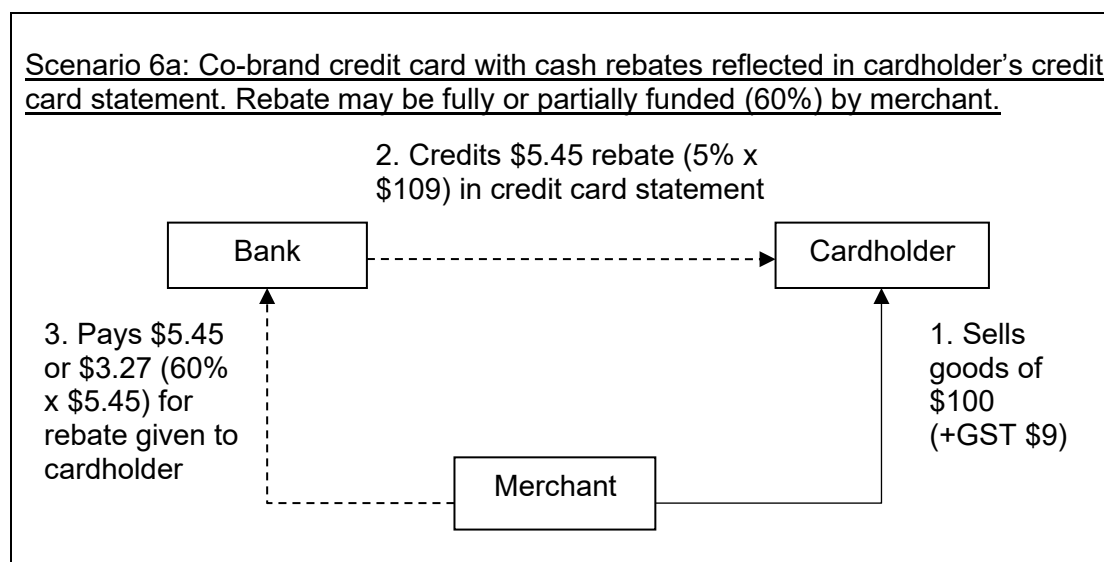 Scenario 6a: Co-brand credit card with cash rebates reflected in cardholder's credit
card statement. Rebate may be fully or partially funded (60%) by merchant.
2. Credits $5.45 rebate (5% x
$109) in credit card statement
Bank
Cardholder
3. Pays $5.45
or $3.27 (60%
x $5.45) for
rebate given to
cardholder
1. Sells
goods of
$100
(+GST $9)
Merchant